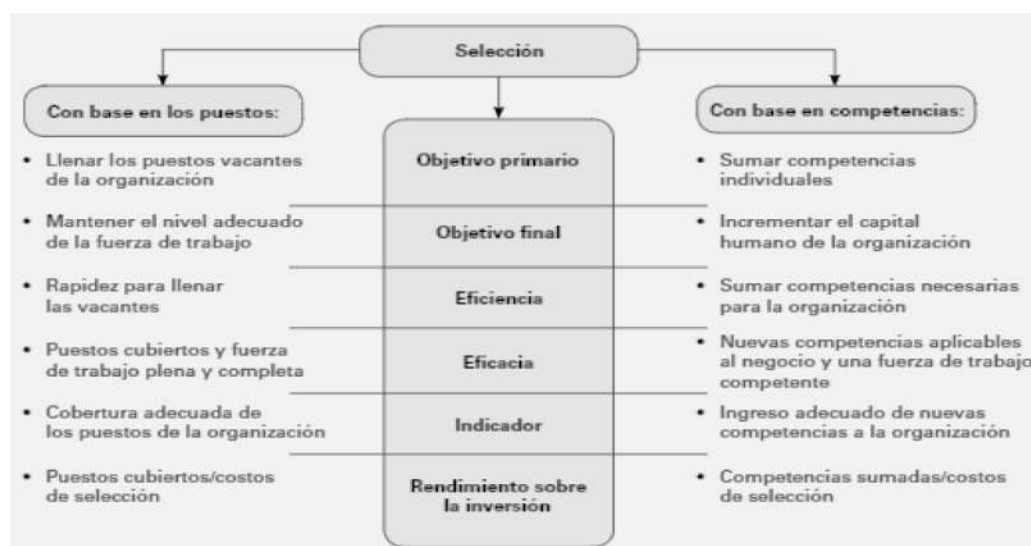 Selección
Con base en los puestos:
• Llenar los puestos vacantes
de la organización
• Mantener el nivel adecuado
de la fuerza de trabajo
• Rapidez para llenar
las vacantes
• Puestos cubiertos y fuerza
de trabajo plena y completa
• Cobertura adecuada de
los puestos de la organización
• Puestos cubiertos/costos
de selección
Objetivo primario
Objetivo final
Eficiencia
Eficacia
Indicador
Rendimiento sobre
la inversión
Con base en competencias:
• Sumar competencias
individuales
• Incrementar el capital
humano de la organización
• Sumar competencias necesarias
para la organización
• Nuevas competencias aplicables
al negocio y una fuerza de trabajo
competente
• Ingreso adecuado de nuevas
competencias a la organización
• Competencias sumadas/costos
de selección